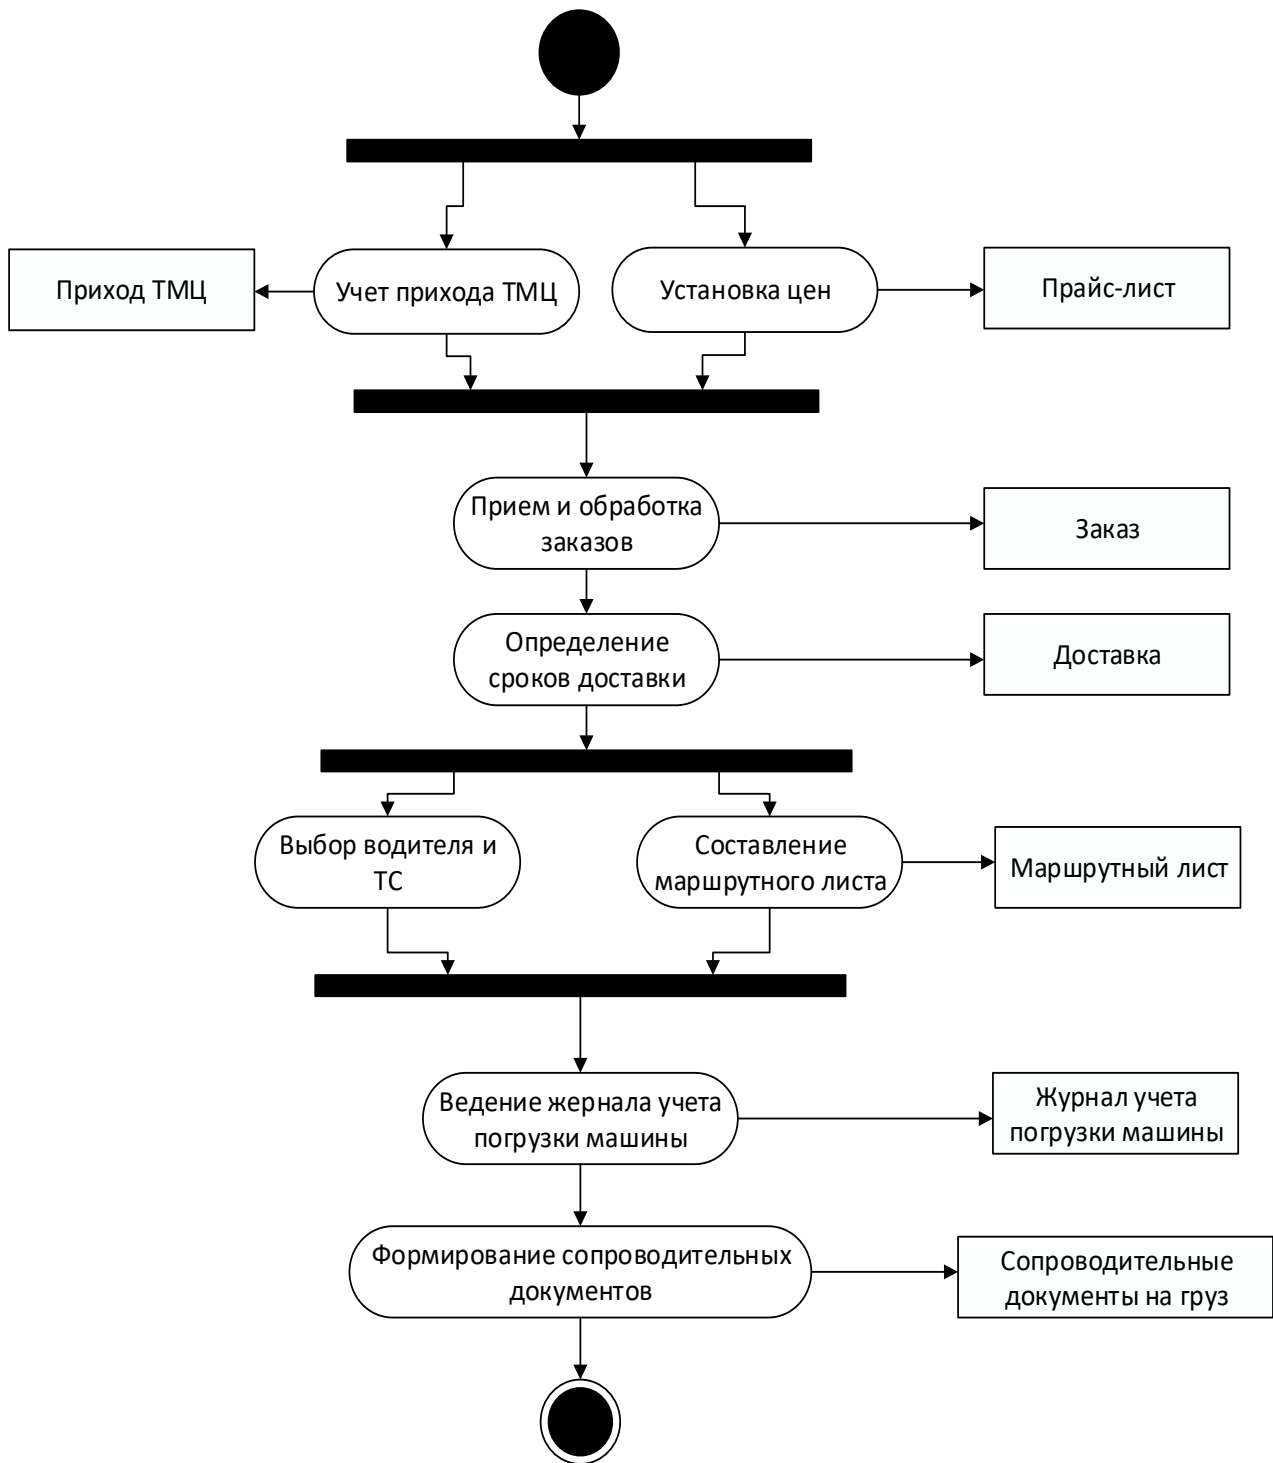 Приход ТМЦ
Учет прихода ТМЦ
Установка цен
Прайс-лист
Прием и обработка
заказов
Заказ
Определение
сроков доставки
Доставка
Выбор водителя и
ТС
Составление
маршрутного листа
Маршрутный лист
Ведение жернала учета
погрузки машины
Журнал учета
погрузки машины
Формирование сопроводительных
документов
Сопроводительные
документы на груз